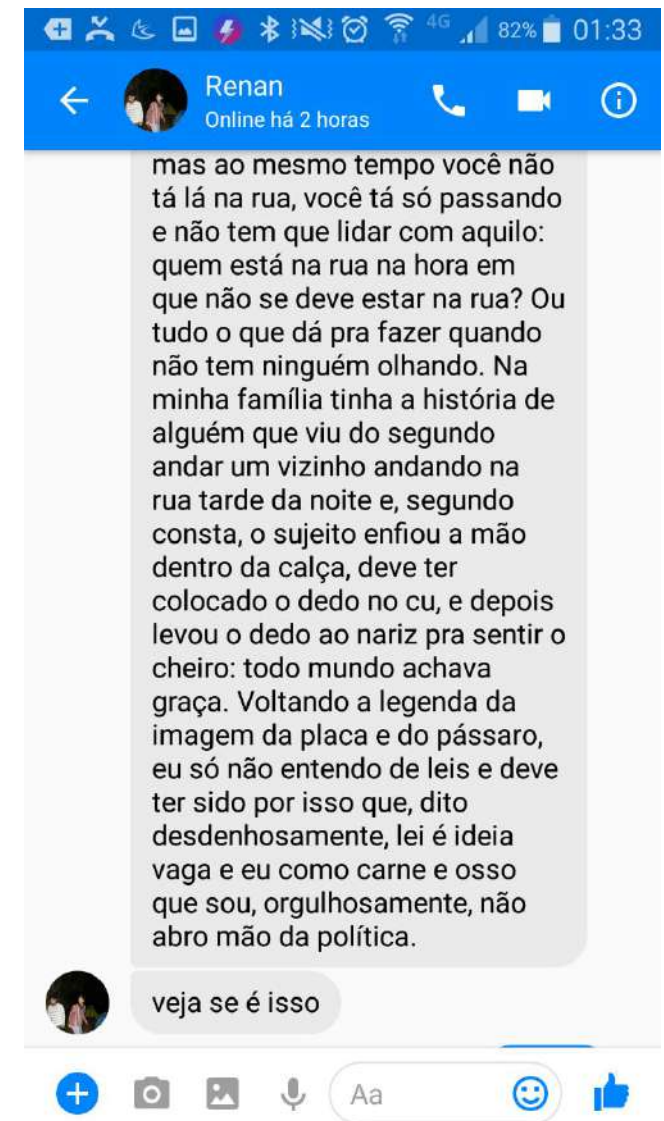 4G 82% 01:33
Renan
Online há 2 horas
mas ao mesmo tempo você não
tá lá na rua, você tá só passando
e não tem que lidar com aquilo:
quem está na rua na hora em
que não se deve estar na rua? Ou
tudo o que dá pra fazer quando
não tem ninguém olhando. Na
minha família tinha a história de
alguém que viu do segundo
andar um vizinho andando na
rua tarde da noite e, segundo
consta, o sujeito enfiou a mão
dentro da calça, deve ter
colocado o dedo no cu, e depois
levou o dedo ao nariz pra sentir o
cheiro: todo mundo achava
graça. Voltando a legenda da
imagem da placa e do pássaro,
eu só não entendo de leis e deve
ter sido por isso que, dito
desdenhosamente, lei é ideia
vaga e eu como carne e osso
que sou, orgulhosamente, não
abro mão da política.
veja se é isso
Aa